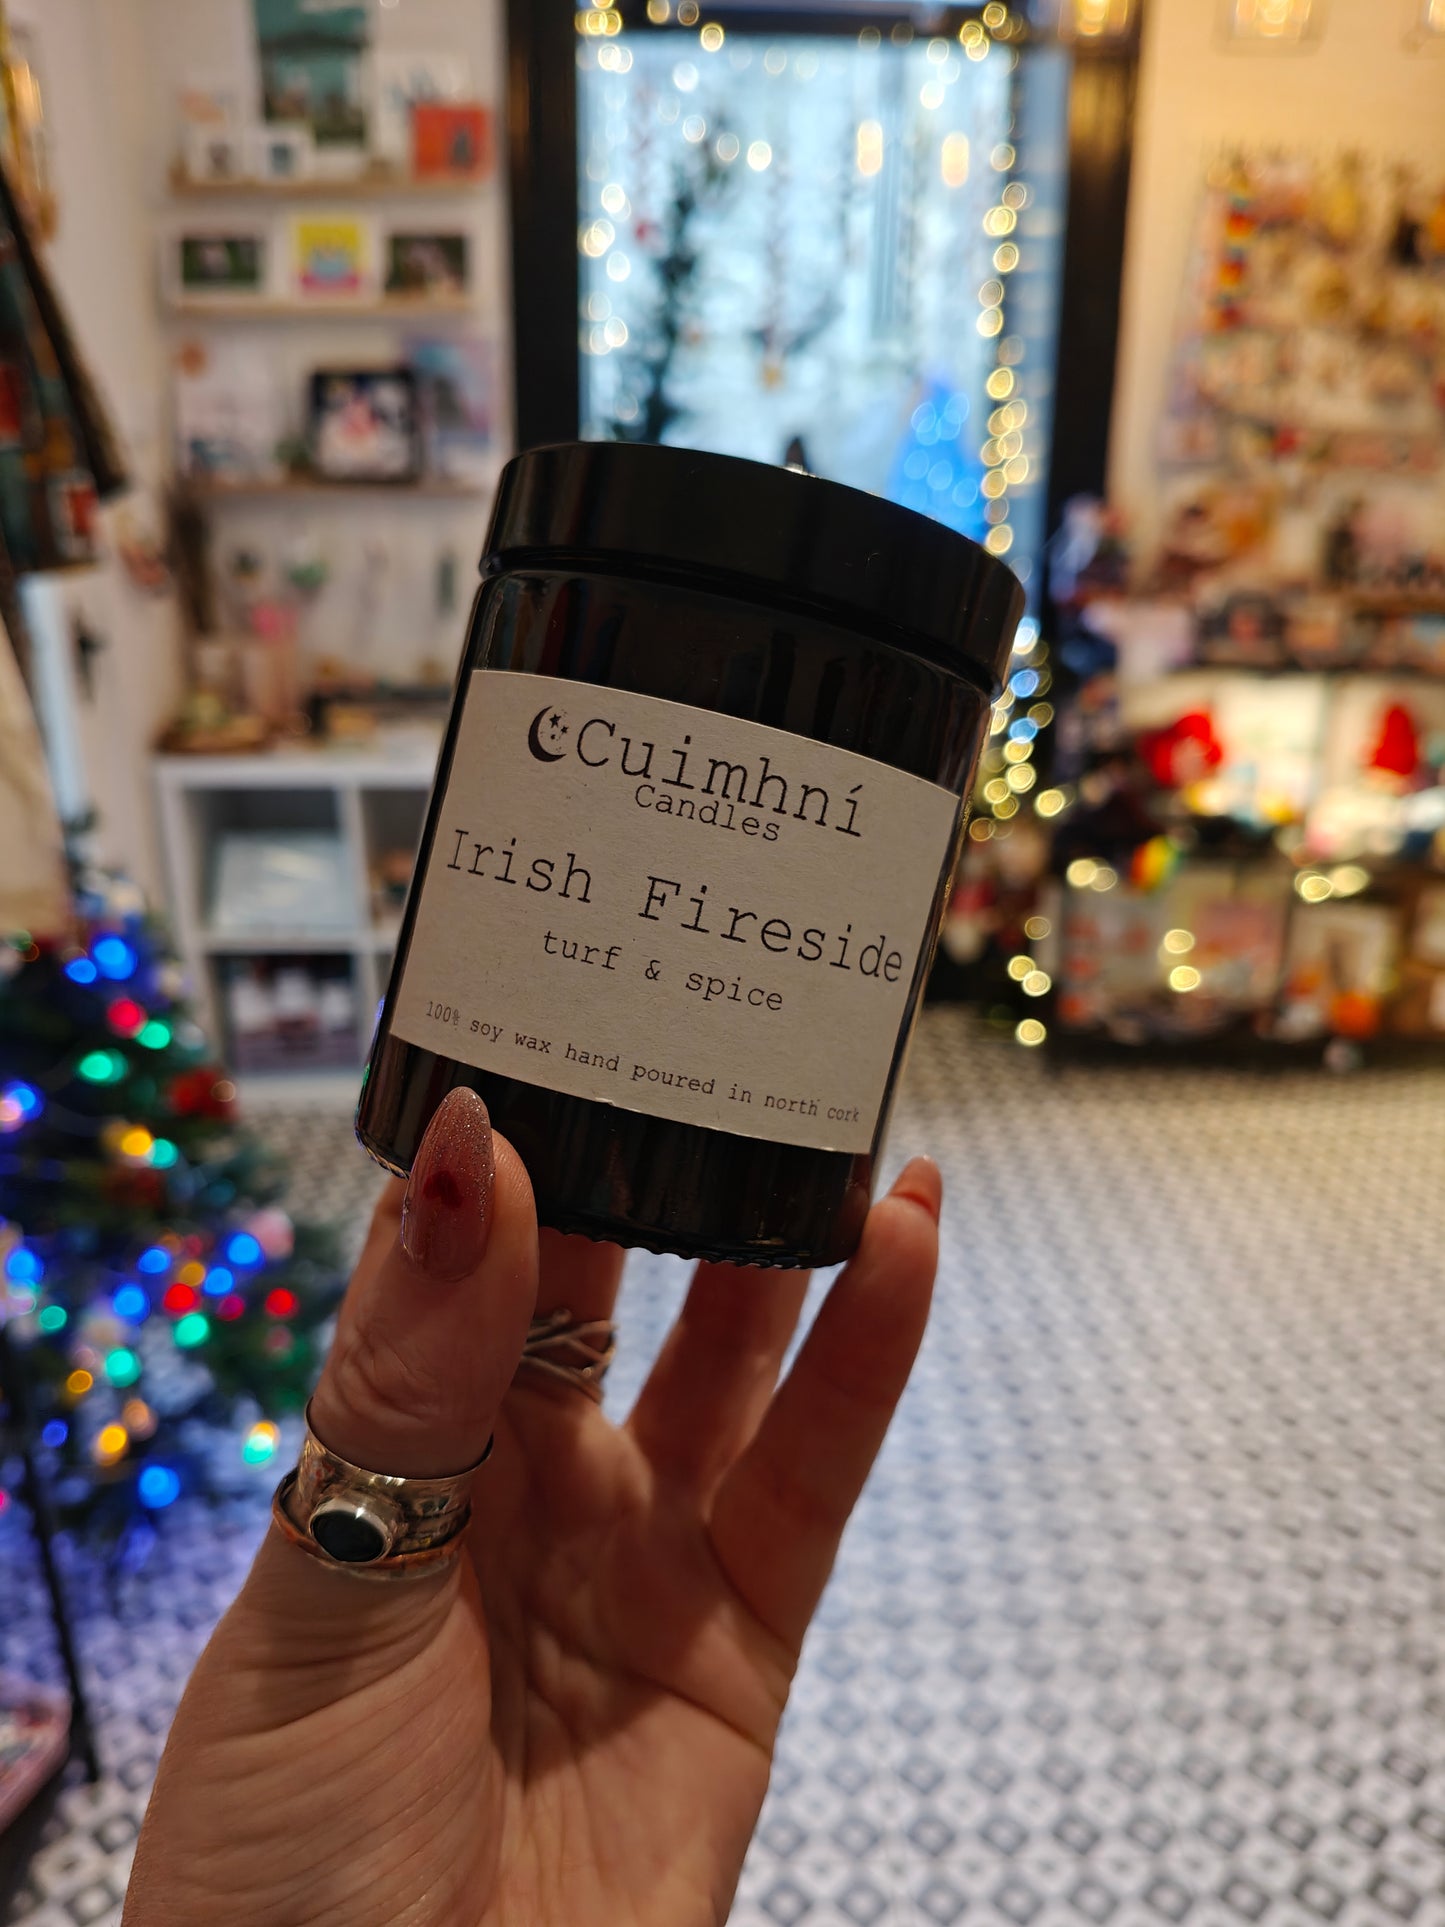 Cuimhní
Candles
Irish Fireside
turf & spice
100% soy wax hand poured in north cork